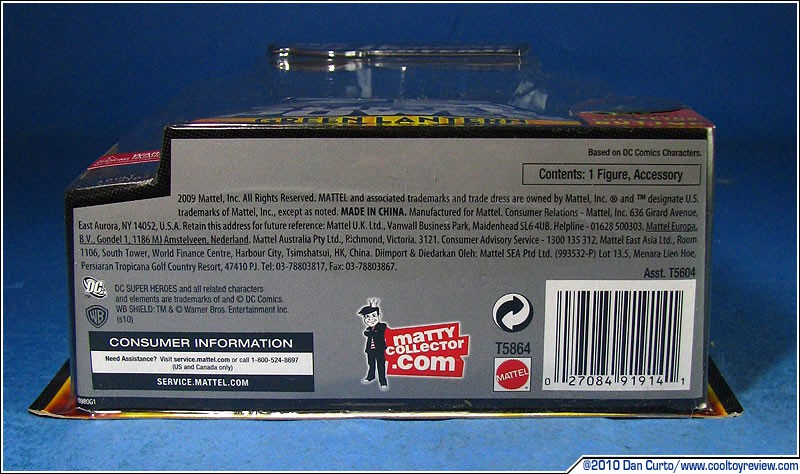 GREEN LANTERN
Based on DC Comics Characters.
Contents: 1 Figure, Accessory
2009 Mattel, Inc. All Rights Reserved. MATTEL and associated trademarks and trade dress are owned by Mattel, Inc. ® and ™ designate U.S.
trademarks of Mattel, Inc., except as noted. MADE IN CHINA. Manufactured for Mattel. Consumer Relations - Mattel, Inc. 636 Girard Avenue,
East Aurora, NY 14052, U.S.A. Retain this address for future reference: Mattel U.K. Ltd., Vanwall Business Park, Maidenhead SL6 4UB. Helpline - 01628 500303. Mattel Europa,
B.V., Gondel 1, 1186 MJ Amstelveen, Nederland. Mattel Australia Pty Ltd., Richmond, Victoria. 3121. Consumer Advisory Service - 1300 135 312. Mattel East Asia Ltd., Room
1106, South Tower, World Finance Centre, Harbour City, Tsimshatsui, HK, China. Diimport & Diedarkan Oleh: Mattel SEA Ptd Ltd. (993532-P) Lot 13.5, Menara Lien Hoe,
Persiaran Tropicana Golf Country Resort, 47410 PJ. Tel: 03-78803817, Fax: 03-78803867.
Asst. T5604
DC
DC SUPER HEROES and all related characters
and elements are trademarks of and © DC Comics.
WB SHIELD: TM & © Warner Bros. Entertainment Inc.
(s10)
WB
CONSUMER INFORMATION
Need Assistance? Visit service.mattel.com or call 1-800-524-8697
(US and Canada only)
SERVICE.MATTEL.COM
matty
COLLECTOR
.com
T5864
MATTEL
0 27084 91914 1
©2010 Dan Curto/www.cooltoyreview.com